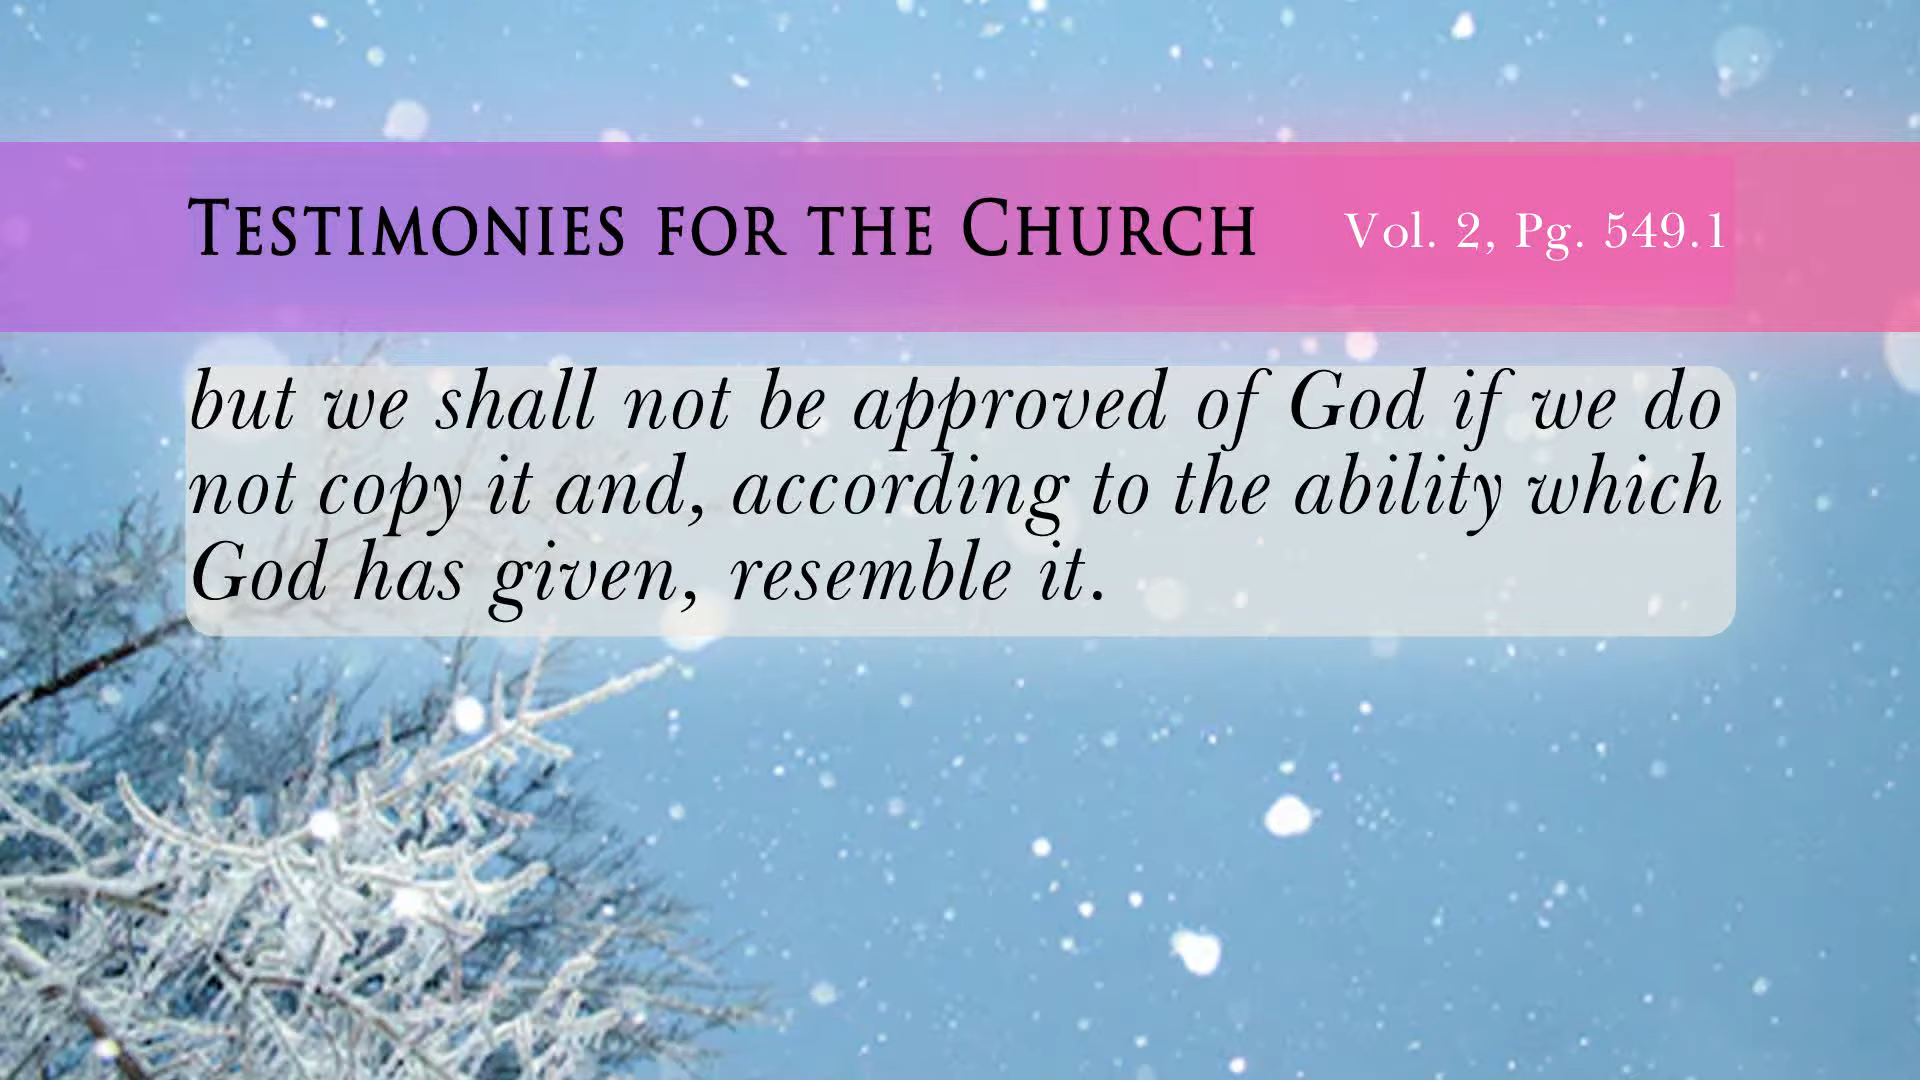 Testimonies for the Church Vol. 2, Pg. 549.1
but we shall not be approved of God if we do
not copy it and, according to the ability which
God has given, resemble it.